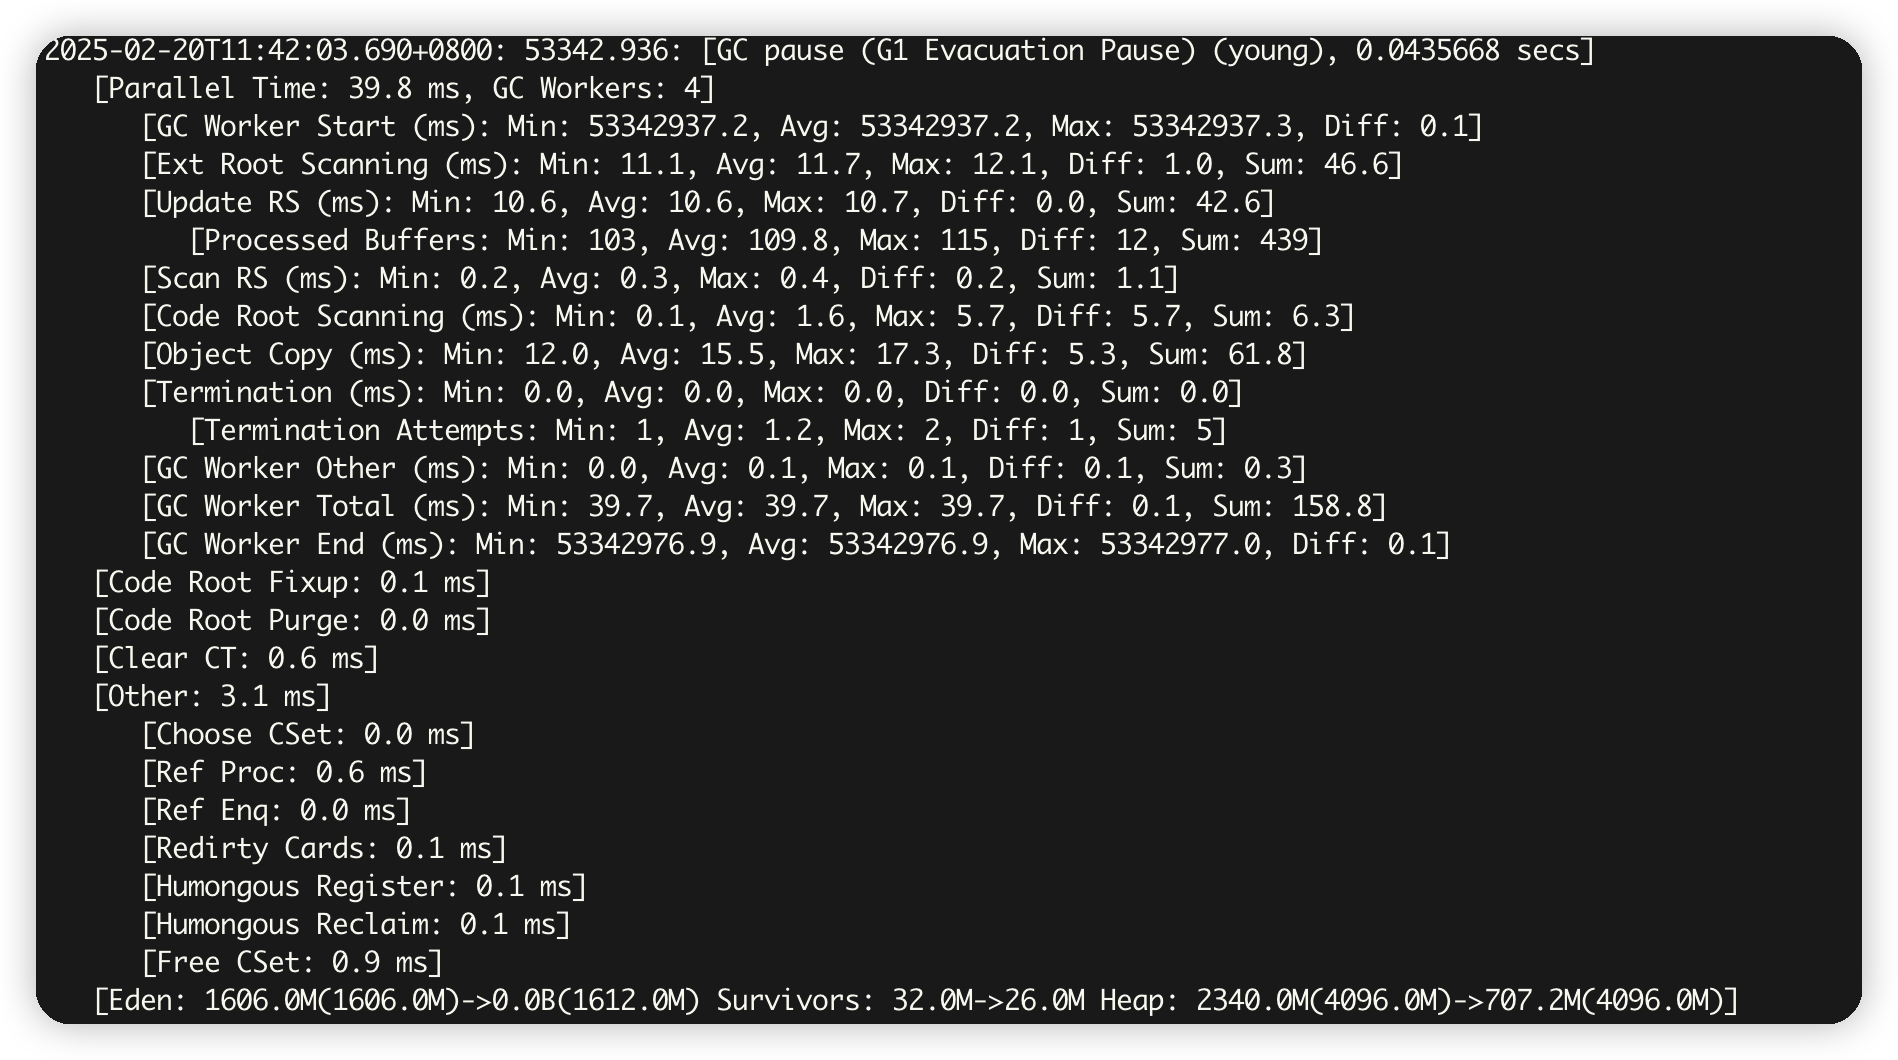 2025-02-20T11:42:03.690+0800: 53342.936: [GC pause (G1 Evacuation Pause) (young), 0.0435668 secs]
   [Parallel Time: 39.8 ms, GC Workers: 4]
      [GC Worker Start (ms): Min: 53342937.2, Avg: 53342937.2, Max: 53342937.3, Diff: 0.1]
      [Ext Root Scanning (ms): Min: 11.1, Avg: 11.7, Max: 12.1, Diff: 1.0, Sum: 46.6]
      [Update RS (ms): Min: 10.6, Avg: 10.6, Max: 10.7, Diff: 0.0, Sum: 42.6]
         [Processed Buffers: Min: 103, Avg: 109.8, Max: 115, Diff: 12, Sum: 439]
      [Scan RS (ms): Min: 0.2, Avg: 0.3, Max: 0.4, Diff: 0.2, Sum: 1.1]
      [Code Root Scanning (ms): Min: 0.1, Avg: 1.6, Max: 5.7, Diff: 5.7, Sum: 6.3]
      [Object Copy (ms): Min: 12.0, Avg: 15.5, Max: 17.3, Diff: 5.3, Sum: 61.8]
      [Termination (ms): Min: 0.0, Avg: 0.0, Max: 0.0, Diff: 0.0, Sum: 0.0]
         [Termination Attempts: Min: 1, Avg: 1.2, Max: 2, Diff: 1, Sum: 5]
      [GC Worker Other (ms): Min: 0.0, Avg: 0.1, Max: 0.1, Diff: 0.1, Sum: 0.3]
      [GC Worker Total (ms): Min: 39.7, Avg: 39.7, Max: 39.7, Diff: 0.1, Sum: 158.8]
      [GC Worker End (ms): Min: 53342976.9, Avg: 53342976.9, Max: 53342977.0, Diff: 0.1]
   [Code Root Fixup: 0.1 ms]
   [Code Root Purge: 0.0 ms]
   [Clear CT: 0.6 ms]
   [Other: 3.1 ms]
      [Choose CSet: 0.0 ms]
      [Ref Proc: 0.6 ms]
      [Ref Enq: 0.0 ms]
      [Redirty Cards: 0.1 ms]
      [Humongous Register: 0.1 ms]
      [Humongous Reclaim: 0.1 ms]
      [Free CSet: 0.9 ms]
   [Eden: 1606.0M(1606.0M)->0.0B(1612.0M) Survivors: 32.0M->26.0M Heap: 2340.0M(4096.0M)->707.2M(4096.0M)]